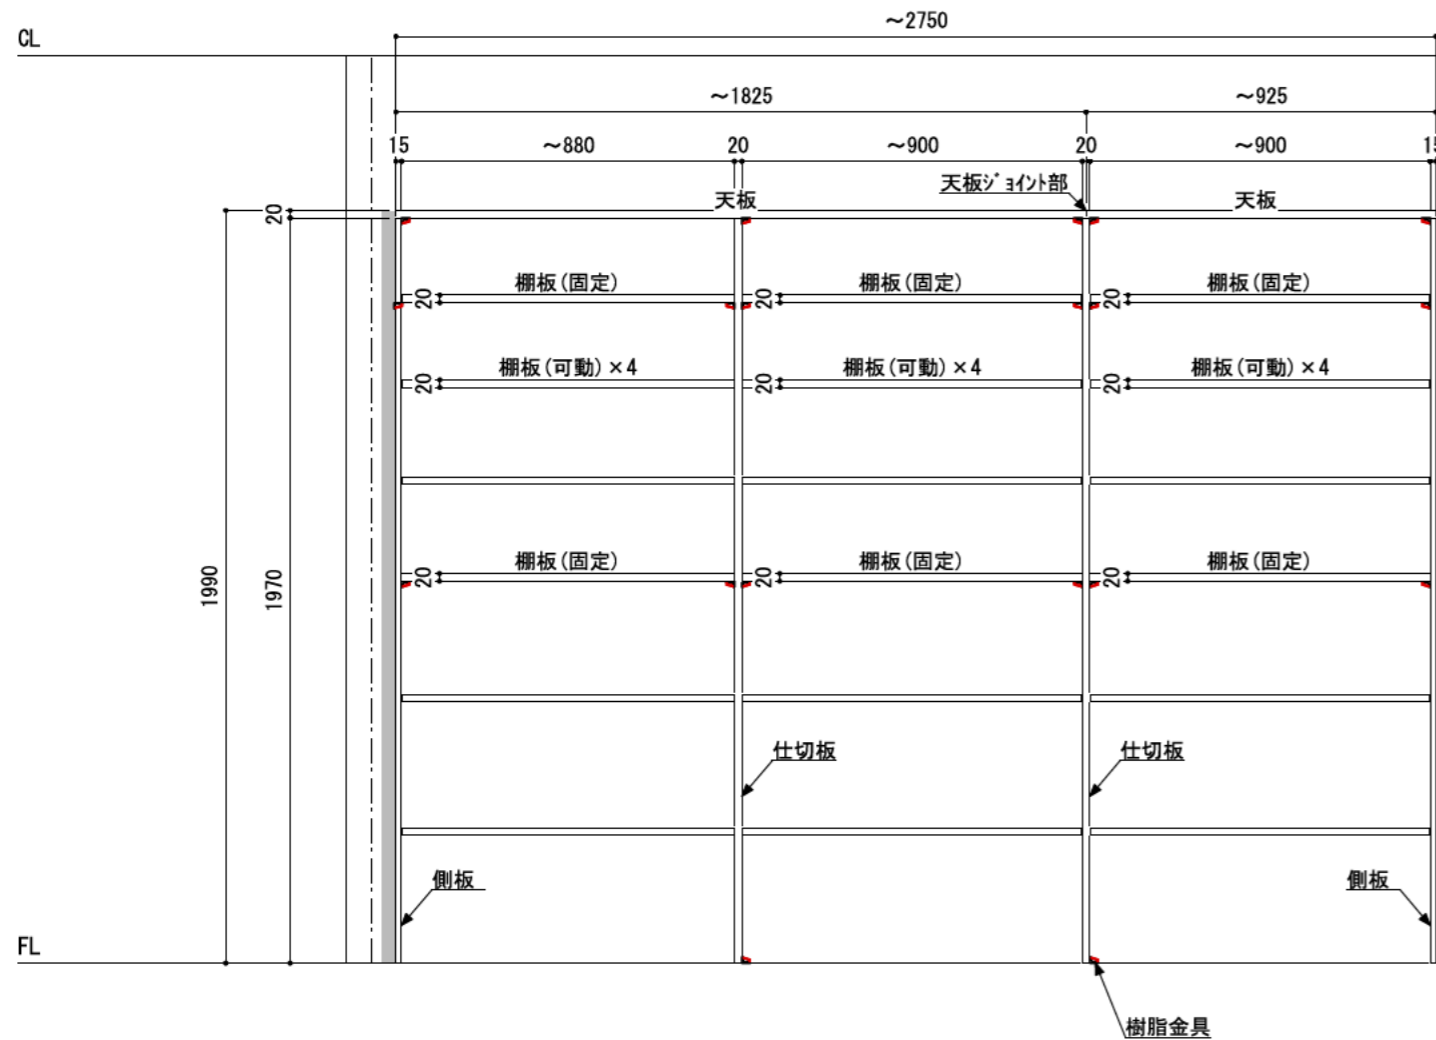 ~2750
CL
~1825
~925
15
~880
20
~900
20
~900
15
天板ジョイント部
天板
天板
20
棚板(固定)
棚板(固定)
棚板(固定)
20
20
20
棚板(可動)×4
棚板(可動)×4
棚板(可動)×4
20
20
20
棚板(固定)
棚板(固定)
棚板(固定)
20
20
20
1990
1970
仕切板
仕切板
側板
側板
FL
樹脂金具